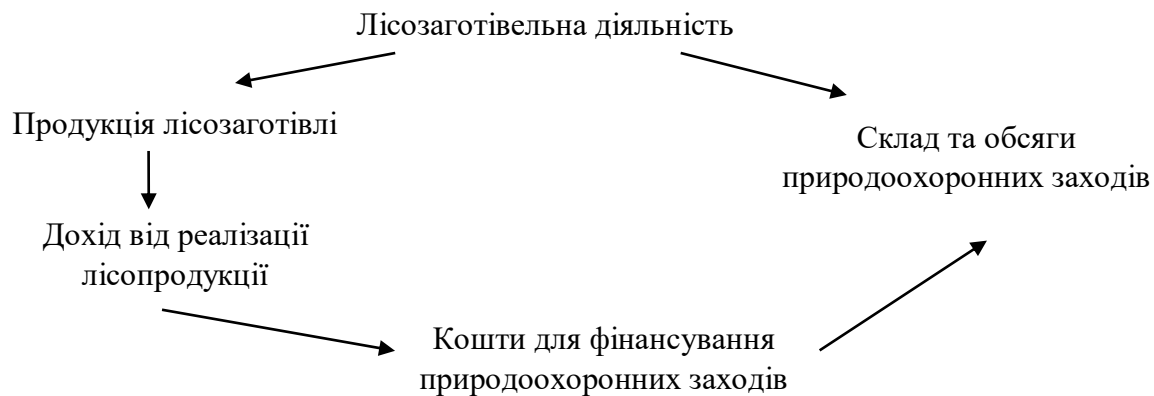 Лісозаготівельна діяльність
Продукція лісозаготівлі
Склад та обсяги
природоохоронних заходів
Дохід від реалізації
лісопродукції
Кошти для фінансування
природоохоронних заходів